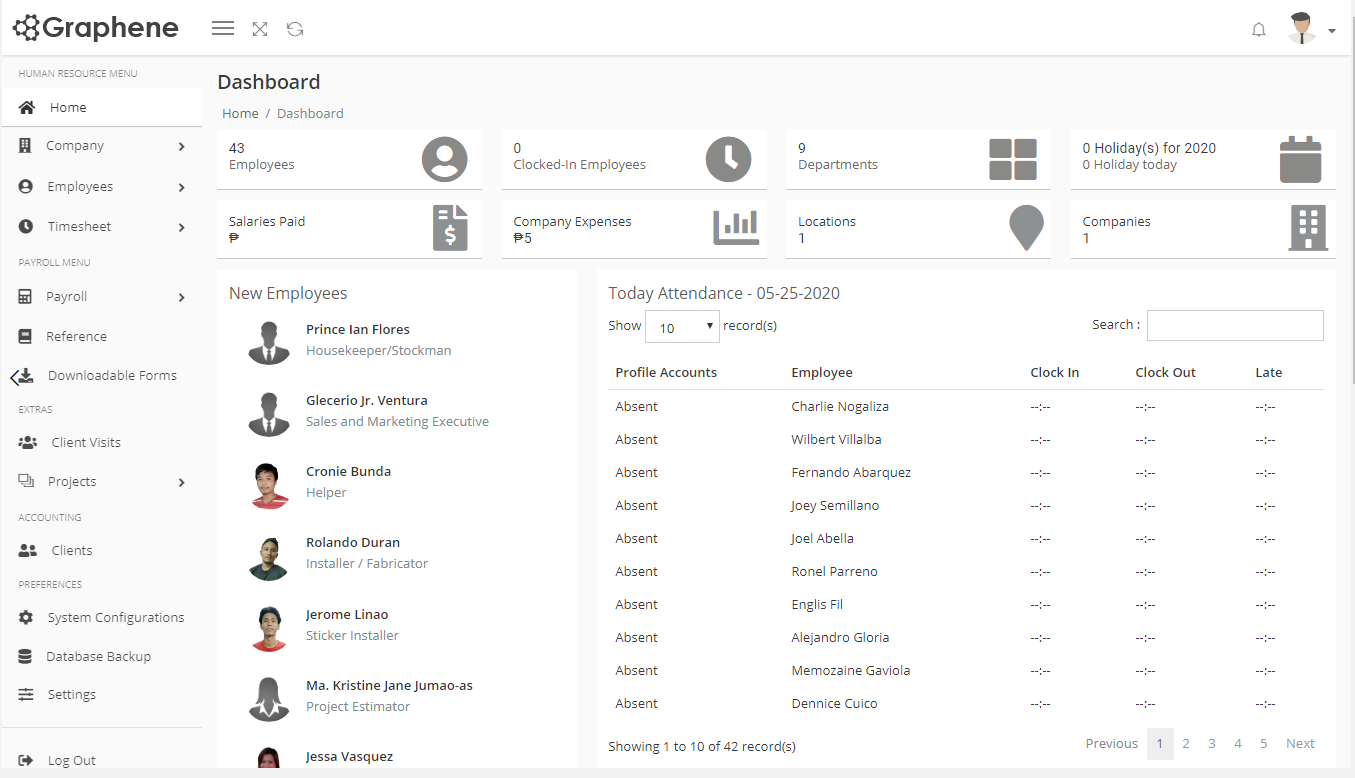 Graphene
HUMAN RESOURCE MENU
Home
Company
Employees
Timesheet
PAYROLL MENU
Payroll
Reference
Downloadable Forms
EXTRAS
Client Visits
Projects
ACCOUNTING
Clients
PREFERENCES
System Configurations
Database Backup
Settings
Log Out
Dashboard
Home / Dashboard
43
Employees
0
Clocked-In Employees
9
Departments
0 Holiday(s) for 2020
0 Holiday today
Salaries Paid
₱
Company Expenses
₱5
Locations
1
Companies
1
New Employees
Prince Ian Flores
Housekeeper/Stockman
Glecerio Jr. Ventura
Sales and Marketing Executive
Cronie Bunda
Helper
Rolando Duran
Installer / Fabricator
Jerome Linao
Sticker Installer
Ma. Kristine Jane Jumao-as
Project Estimator
Jessa Vasquez
Today Attendance - 05-25-2020
Show 10 record(s) Search :
Profile Accounts Employee Clock In Clock Out Late
Absent Charlie Nogaliza --:-- --:-- --:--
Absent Wilbert Villalba --:-- --:-- --:--
Absent Fernando Abarquez --:-- --:-- --:--
Absent Joey Semillano --:-- --:-- --:--
Absent Joel Abella --:-- --:-- --:--
Absent Ronel Parreno --:-- --:-- --:--
Absent Englis Fil --:-- --:-- --:--
Absent Alejandro Gloria --:-- --:-- --:--
Absent Memozaine Gaviola --:-- --:-- --:--
Absent Dennice Cuico --:-- --:-- --:--
Showing 1 to 10 of 42 record(s) Previous 1 2 3 4 5 Next